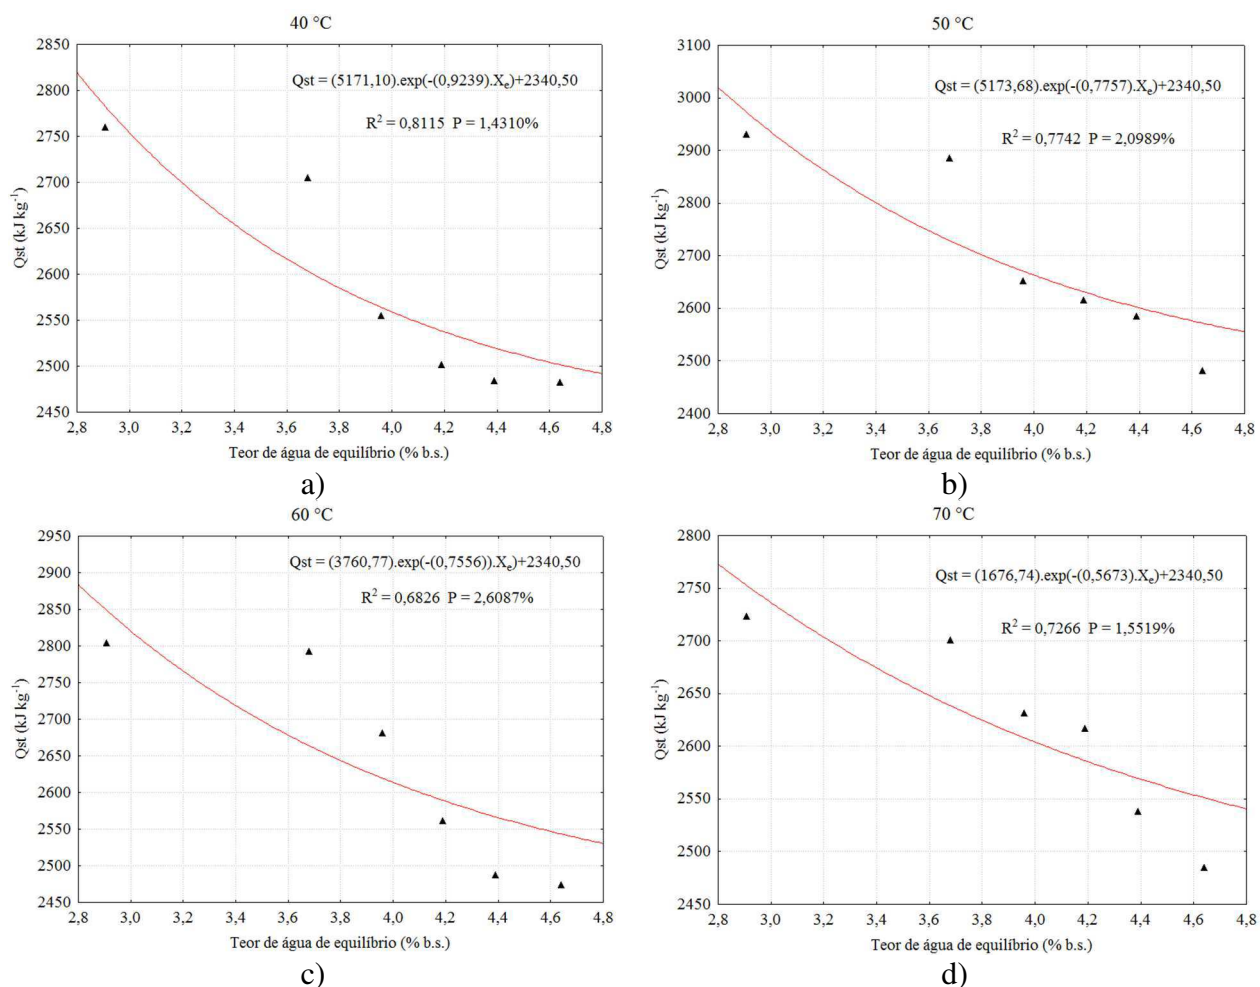 40 °C
2850
2800
2750
2700
2650
2600
2550
2500
2450
Qst (kJ kg⁻¹)
Qst = (5171,10).exp(-(0,9239).Xₑ)+2340,50
R² = 0,8115 P = 1,4310%
2,8 3,0 3,2 3,4 3,6 3,8 4,0 4,2 4,4 4,6 4,8
Teor de água de equilíbrio (% b.s.)
a)
50 °C
3100
3000
2900
2800
2700
2600
2500
2400
Qst (kJ kg⁻¹)
Qst = (5173,68).exp(-(0,7757).Xₑ)+2340,50
R² = 0,7742 P = 2,0989%
2,8 3,0 3,2 3,4 3,6 3,8 4,0 4,2 4,4 4,6 4,8
Teor de água de equilíbrio (% b.s.)
b)
60 °C
2950
2900
2850
2800
2750
2700
2650
2600
2550
2500
2450
Qst (kJ kg⁻¹)
Qst = (3760,77).exp(-(0,7556)).Xₑ)+2340,50
R² = 0,6826 P = 2,6087%
2,8 3,0 3,2 3,4 3,6 3,8 4,0 4,2 4,4 4,6 4,8
Teor de água de equilíbrio (% b.s.)
c)
70 °C
2800
2750
2700
2650
2600
2550
2500
2450
Qst (kJ kg⁻¹)
Qst = (1676,74).exp(-(0,5673).Xₑ)+2340,50
R² = 0,7266 P = 1,5519%
2,8 3,0 3,2 3,4 3,6 3,8 4,0 4,2 4,4 4,6 4,8
Teor de água de equilíbrio (% b.s.)
d)